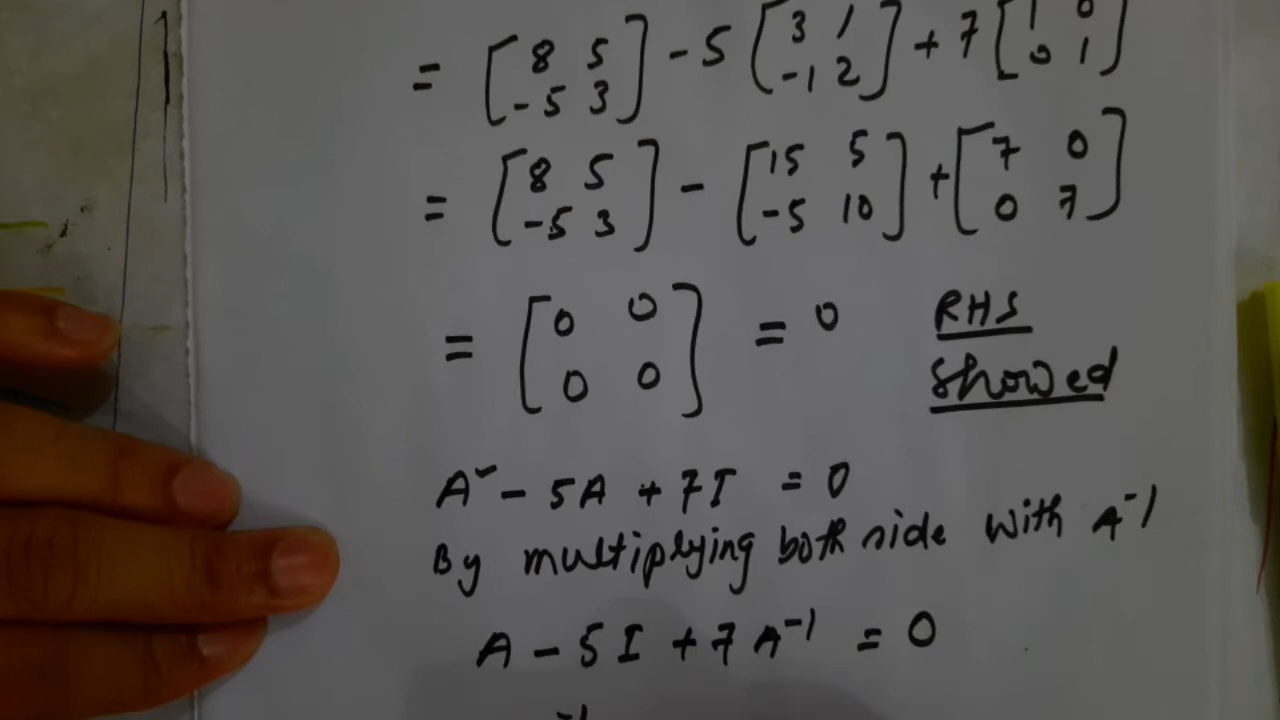 = [8 5 -5 3] - 5 [3 1 -1 2] + 7 [1 0 0 1]
= [8 5 -5 3] - [15 5 -5 10] + [7 0 0 7]
= [0 0 0 0] = 0 RHS Showed
A² - 5A + 7I = 0
By multiplying both side with A⁻¹
A - 5I + 7A⁻¹ = 0